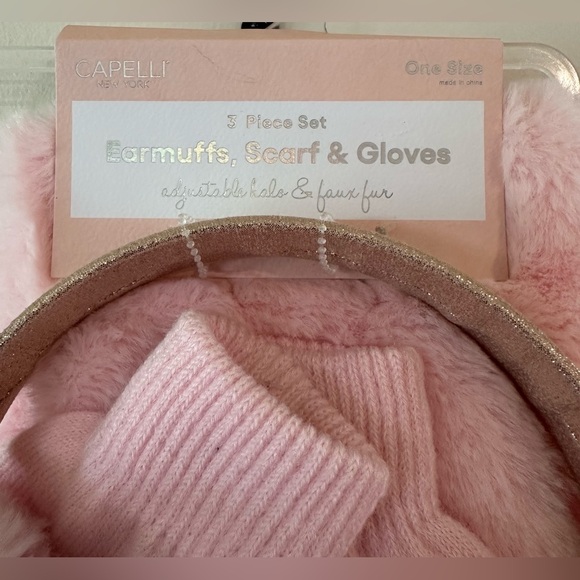 CAPELLI
NEW YORK
One Size
made in china
3 Piece Set
Earmuffs, Scarf & Gloves
adjustable halo & faux fur